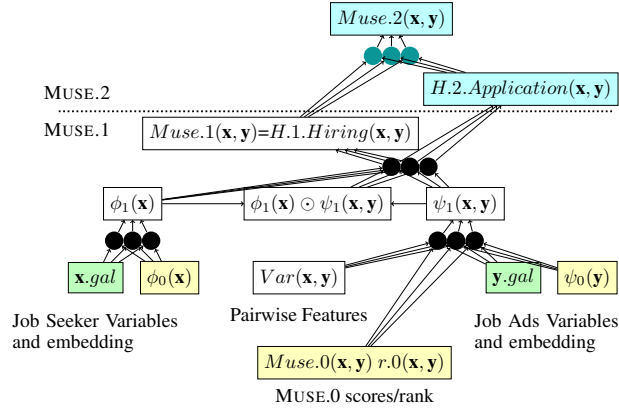 Muse.2(x, y)
H.2.Application(x, y)
MUSE.2
MUSE.1
Muse.1(x, y)=H.1.Hiring(x, y)
ϕ₁(x)
ϕ₁(x) ⊙ ψ₁(x, y)
ψ₁(x, y)
x.gal
ϕ₀(x)
Var(x, y)
y.gal
ψ₀(y)
Job Seeker Variables
and embedding
Pairwise Features
Job Ads Variables
and embedding
Muse.0(x, y) r.0(x, y)
MUSE.0 scores/rank